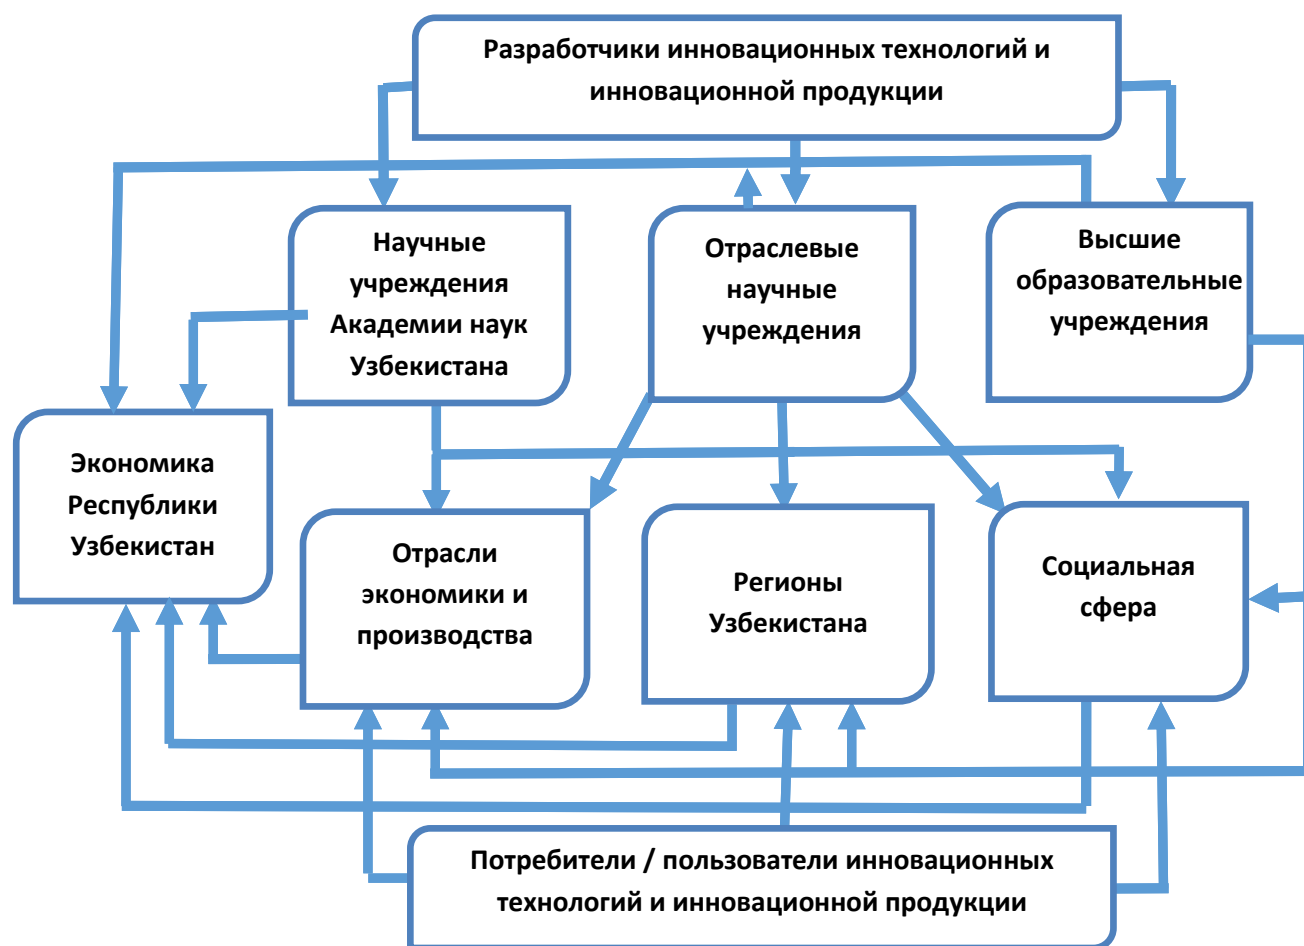 Разработчики инновационных технологий и
инновационной продукции
Научные
учреждения
Академии наук
Узбекистана
Отраслевые
научные
учреждения
Высшие
образовательные
учреждения
Экономика
Республики
Узбекистан
Отрасли
экономики и
производства
Регионы
Узбекистана
Социальная
сфера
Потребители / пользователи инновационных
технологий и инновационной продукции